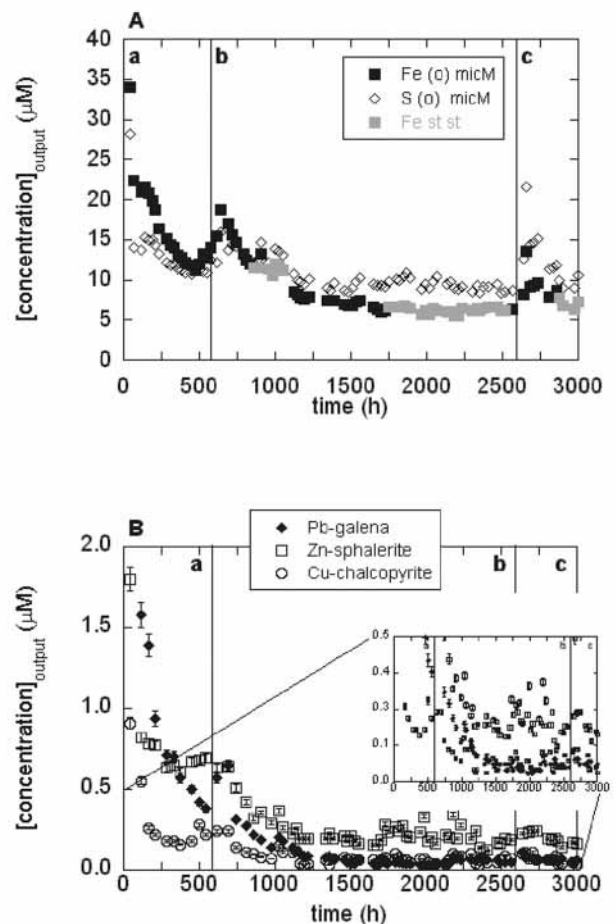 A
40
35
30
25
20
15
10
5
0
[concentration]output (μM)
a
b
c
Fe (o) micM
S (o) micM
Fe st st
0 500 1000 1500 2000 2500 3000
time (h)
B
Pb-galena
Zn-sphalerite
Cu-chalcopyrite
2.0
1.5
1.0
0.5
0.0
[concentration]output (μM)
a
b
c
0.5
0.4
0.3
0.1
0.0
0 500 1000 1500 2000 2500 3000
0 500 1000 1500 2000 2500 3000
time (h)